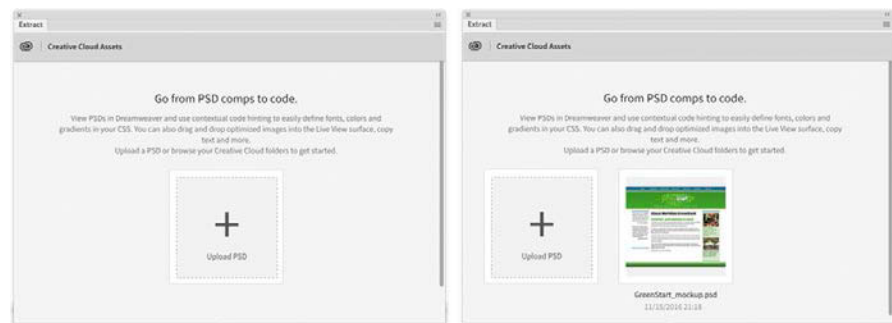 Extract
Creative Cloud Assets
Go from PSD comps to code.
View PSDs in Dreamweaver and use contextual code hinting to easily define fonts, colors and
gradients in your CSS. You can also drag and drop optimized images into the Live View surface, copy
text and more.
Upload a PSD or browse your Creative Cloud folders to get started.
Upload PSD
Extract
Creative Cloud Assets
Go from PSD comps to code.
View PSDs in Dreamweaver and use contextual code hinting to easily define fonts, colors and
gradients in your CSS. You can also drag and drop optimized images into the Live View surface, copy
text and more.
Upload a PSD or browse your Creative Cloud folders to get started.
Upload PSD
GreenStart_mockup.psd
11/15/2016 21:18